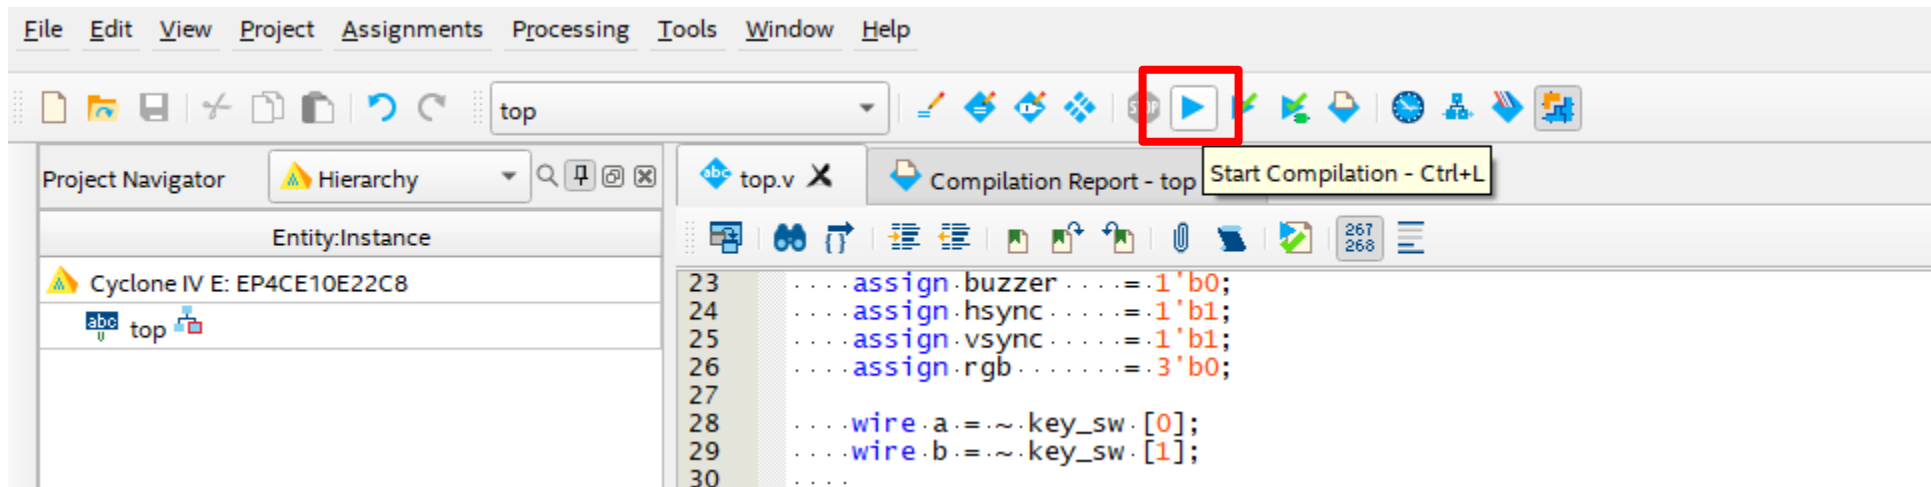 File Edit View Project Assignments Processing Tools Window Help
top
STOP
Start Compilation - Ctrl+L
Project Navigator Hierarchy
top.v Compilation Report - top
Entity:Instance
267
268
Cyclone IV E: EP4CE10E22C8
abc top
23 assign buzzer = 1'b0;
24 assign hsync = 1'b1;
25 assign vsync = 1'b1;
26 assign rgb = 3'b0;
27
28 wire a = ~ key_sw [0];
29 wire b = ~ key_sw [1];
30